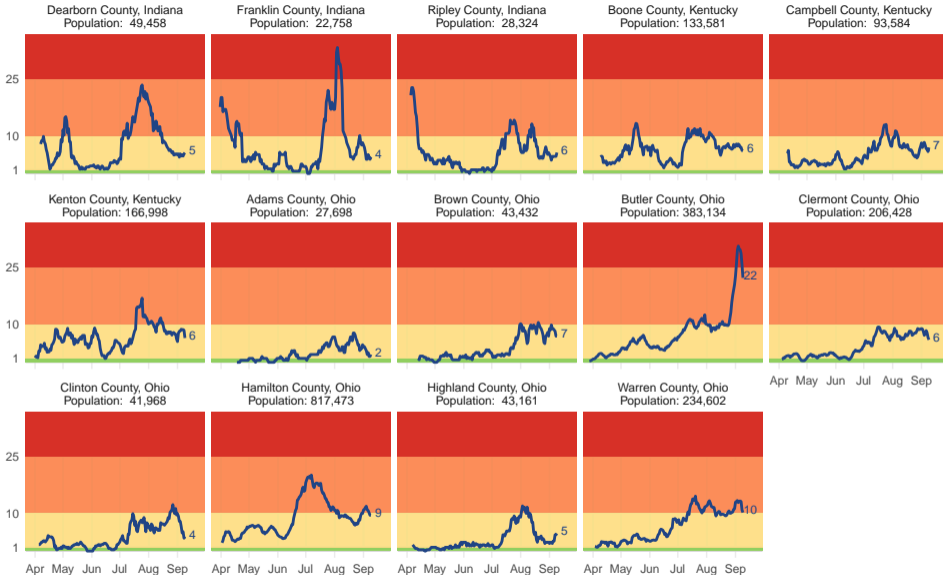 Dearborn County, Indiana
Population: 49,458
Franklin County, Indiana
Population: 22,758
Ripley County, Indiana
Population: 28,324
Boone County, Kentucky
Population: 133,581
Campbell County, Kentucky
Population: 93,584
25
10
1
5
4
6
6
7
Kenton County, Kentucky
Population: 166,998
Adams County, Ohio
Population: 27,698
Brown County, Ohio
Population: 43,432
Butler County, Ohio
Population: 383,134
Clermont County, Ohio
Population: 206,428
25
10
1
6
2
7
22
6
Apr May Jun Jul Aug Sep
Clinton County, Ohio
Population: 41,968
Hamilton County, Ohio
Population: 817,473
Highland County, Ohio
Population: 43,161
Warren County, Ohio
Population: 234,602
25
10
1
4
9
5
10
Apr May Jun Jul Aug Sep
Apr May Jun Jul Aug Sep
Apr May Jun Jul Aug Sep
Apr May Jun Jul Aug Sep